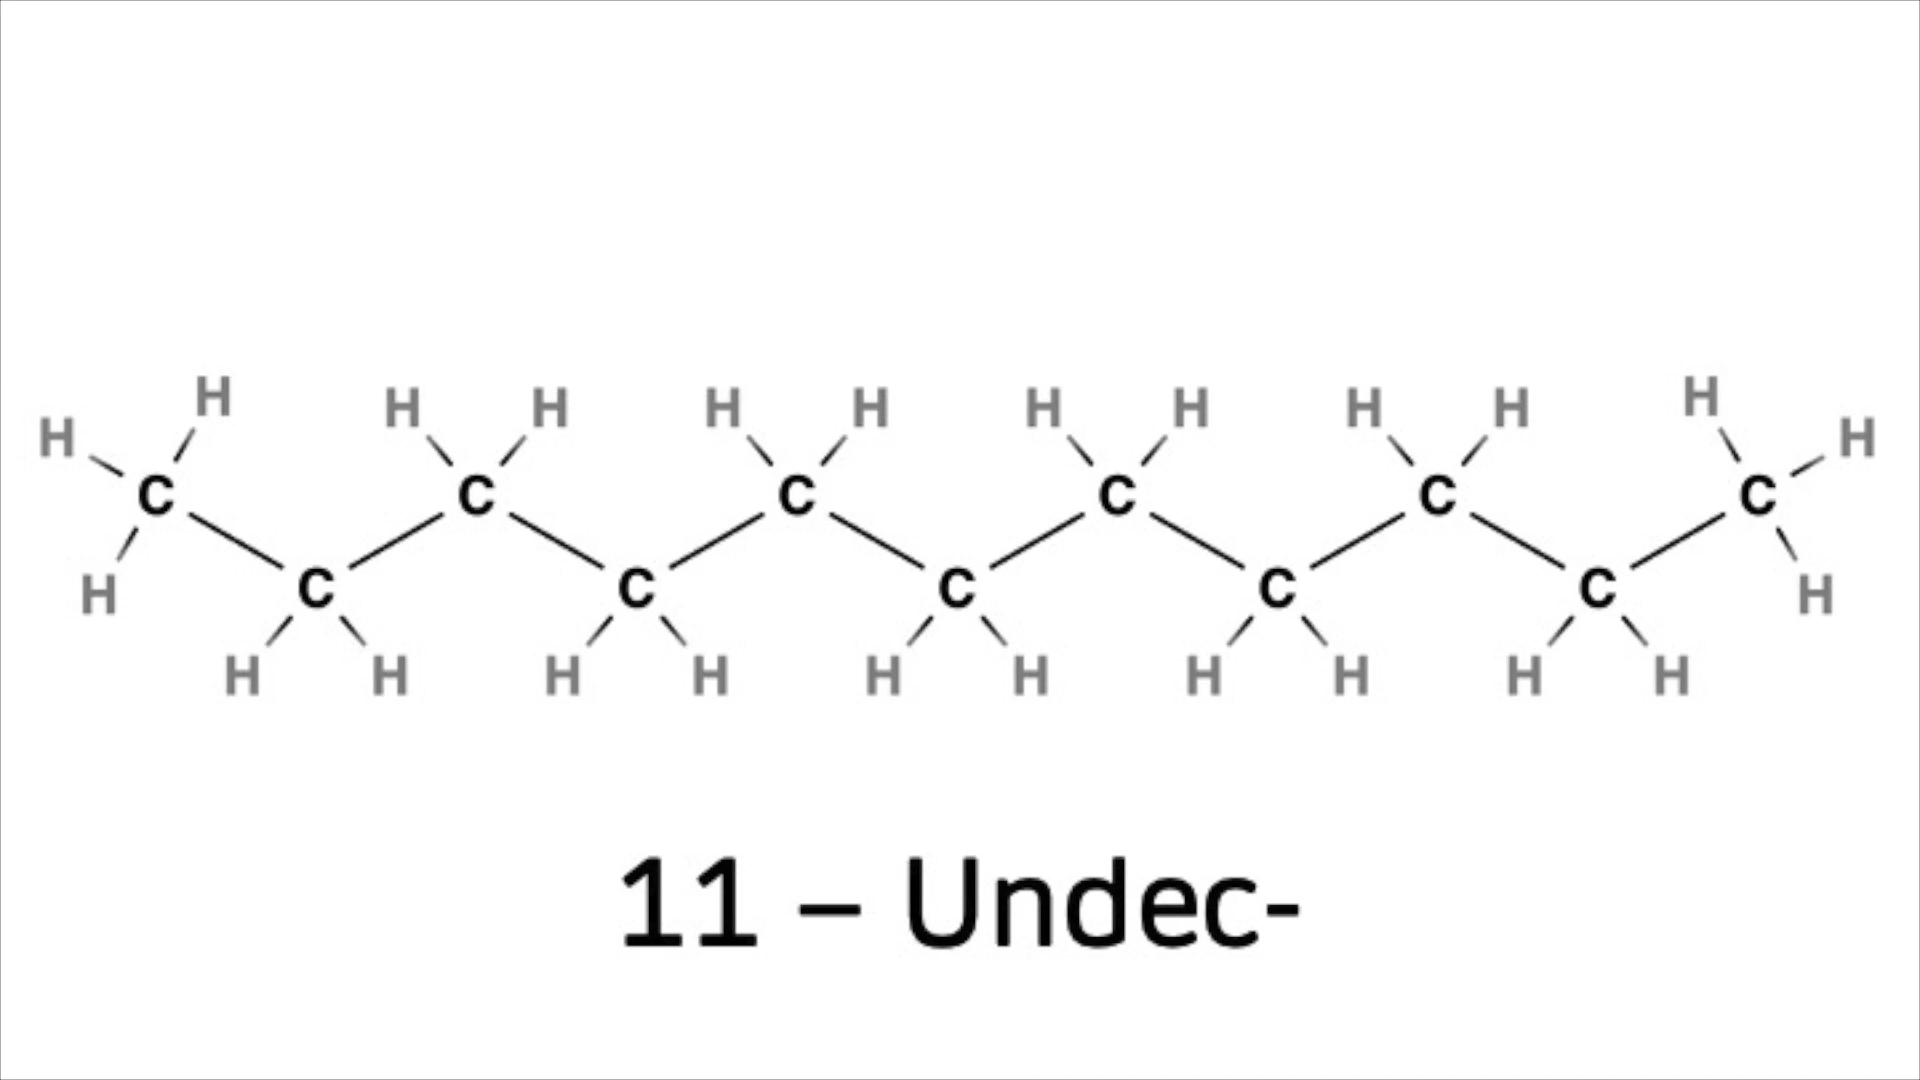 H H H H H H H H H H H H
H C C C C C C H
H C C C C C H
H H H H H H H H H H
11 – Undec-